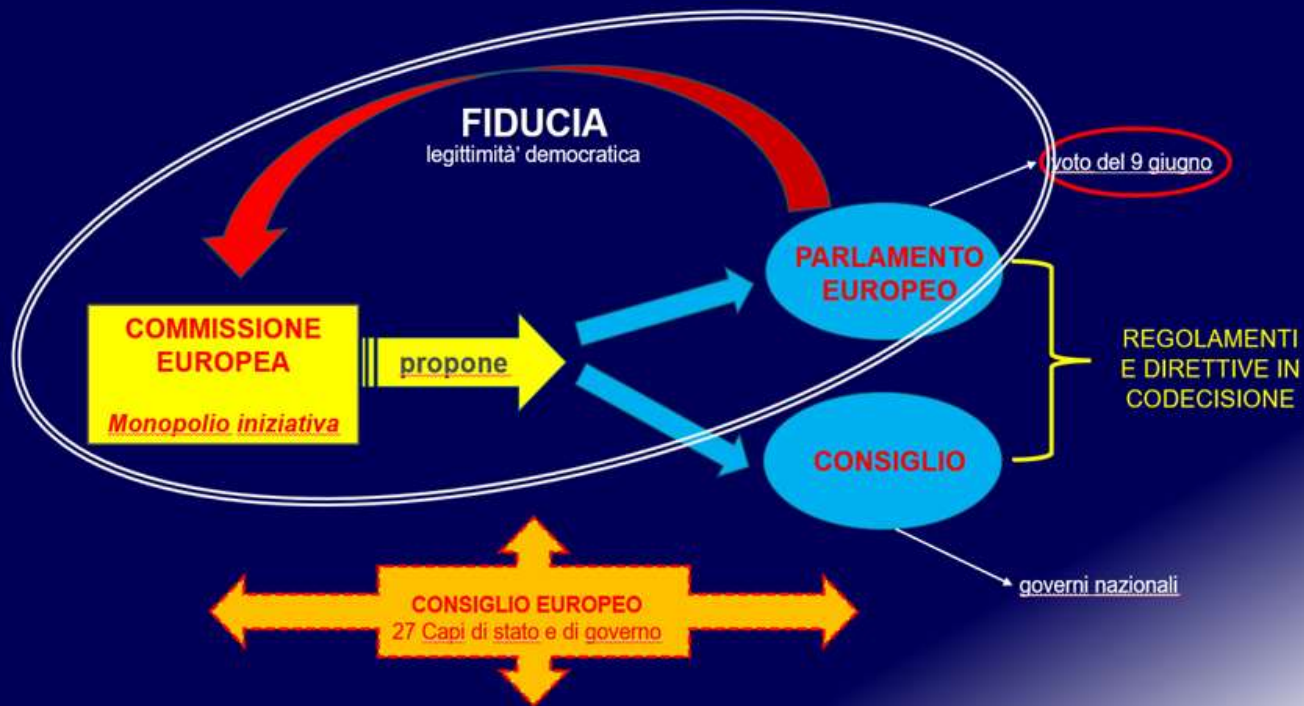 FIDUCIA
legittimità' democratica
voto del 9 giugno
PARLAMENTO
EUROPEO
COMMISSIONE
EUROPEA
Monopolio iniziativa
propone
REGOLAMENTI
E DIRETTIVE IN
CODECISIONE
CONSIGLIO
governi nazionali
CONSIGLIO EUROPEO
27 Capi di stato e di governo